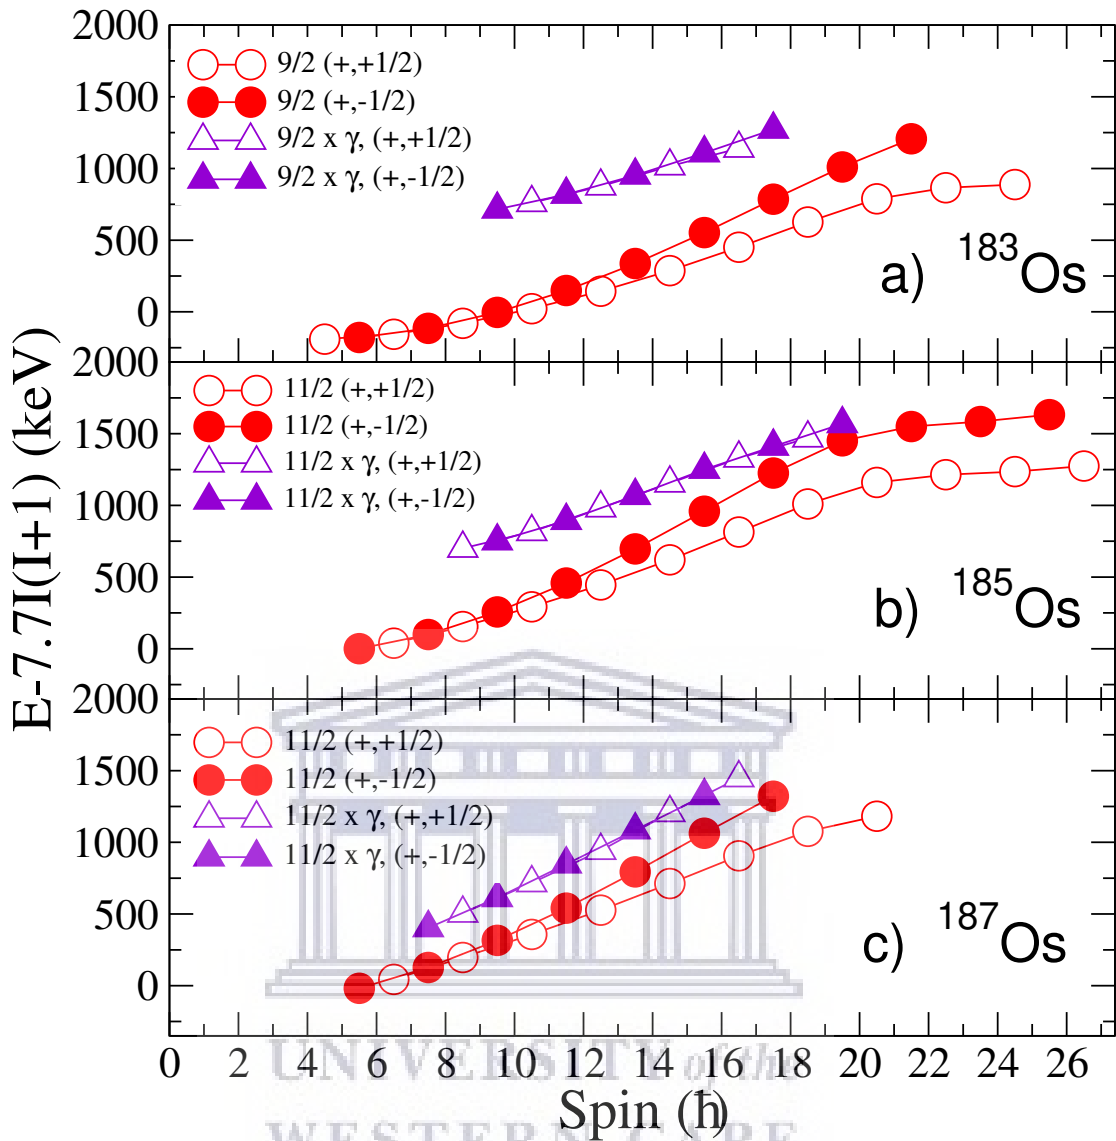 2000
1500
1000
500
0
9/2 (+,+1/2)
9/2 (+,-1/2)
9/2 x γ, (+,+1/2)
9/2 x γ, (+,-1/2)
a) ¹⁸³Os
2000
1500
1000
500
0
11/2 (+,+1/2)
11/2 (+,-1/2)
11/2 x γ, (+,+1/2)
11/2 x γ, (+,-1/2)
b) ¹⁸⁵Os
2000
1500
1000
500
0
11/2 (+,+1/2)
11/2 (+,-1/2)
11/2 x γ, (+,+1/2)
11/2 x γ, (+,-1/2)
c) ¹⁸⁷Os
E-7.7I(I+1) (keV)
0 2 4 6 8 10 12 14 16 18 20 22 24 26
Spin (ħ)
UNIVERSITY of the
WESTERN CAPE